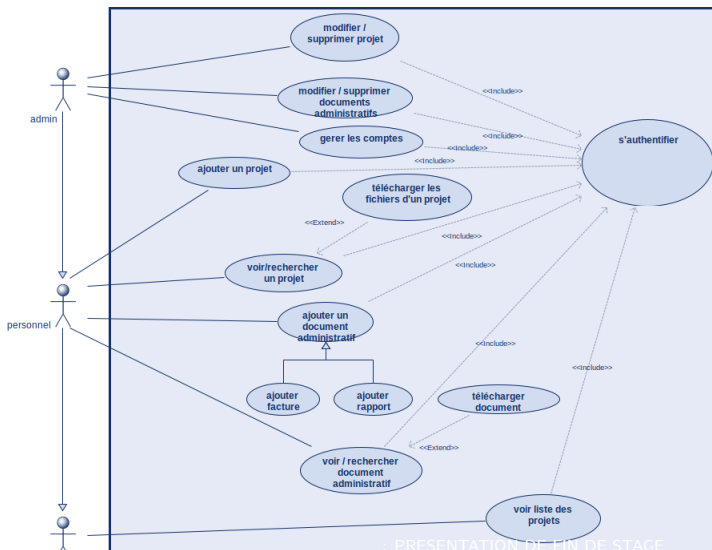 modifier /
supprimer projet
<<Include>>
modifier / supprimer
documents
administratifs
admin
<<Include>>
gerer les comptes
s'authentifier
<<Include>>
ajouter un projet
<<Include>>
télécharger les
fichiers d'un projet
<<Extend>>
<<Include>>
voir/rechercher
un projet
<<Include>>
ajouter un
document
administratif
personnel
<<Include>>
<<Include>>
ajouter
facture
ajouter
rapport
télécharger
document
<<Extend>>
voir / rechercher
document
administratif
voir liste des
projets
: PRESENTATION DE FIN DE STAGE